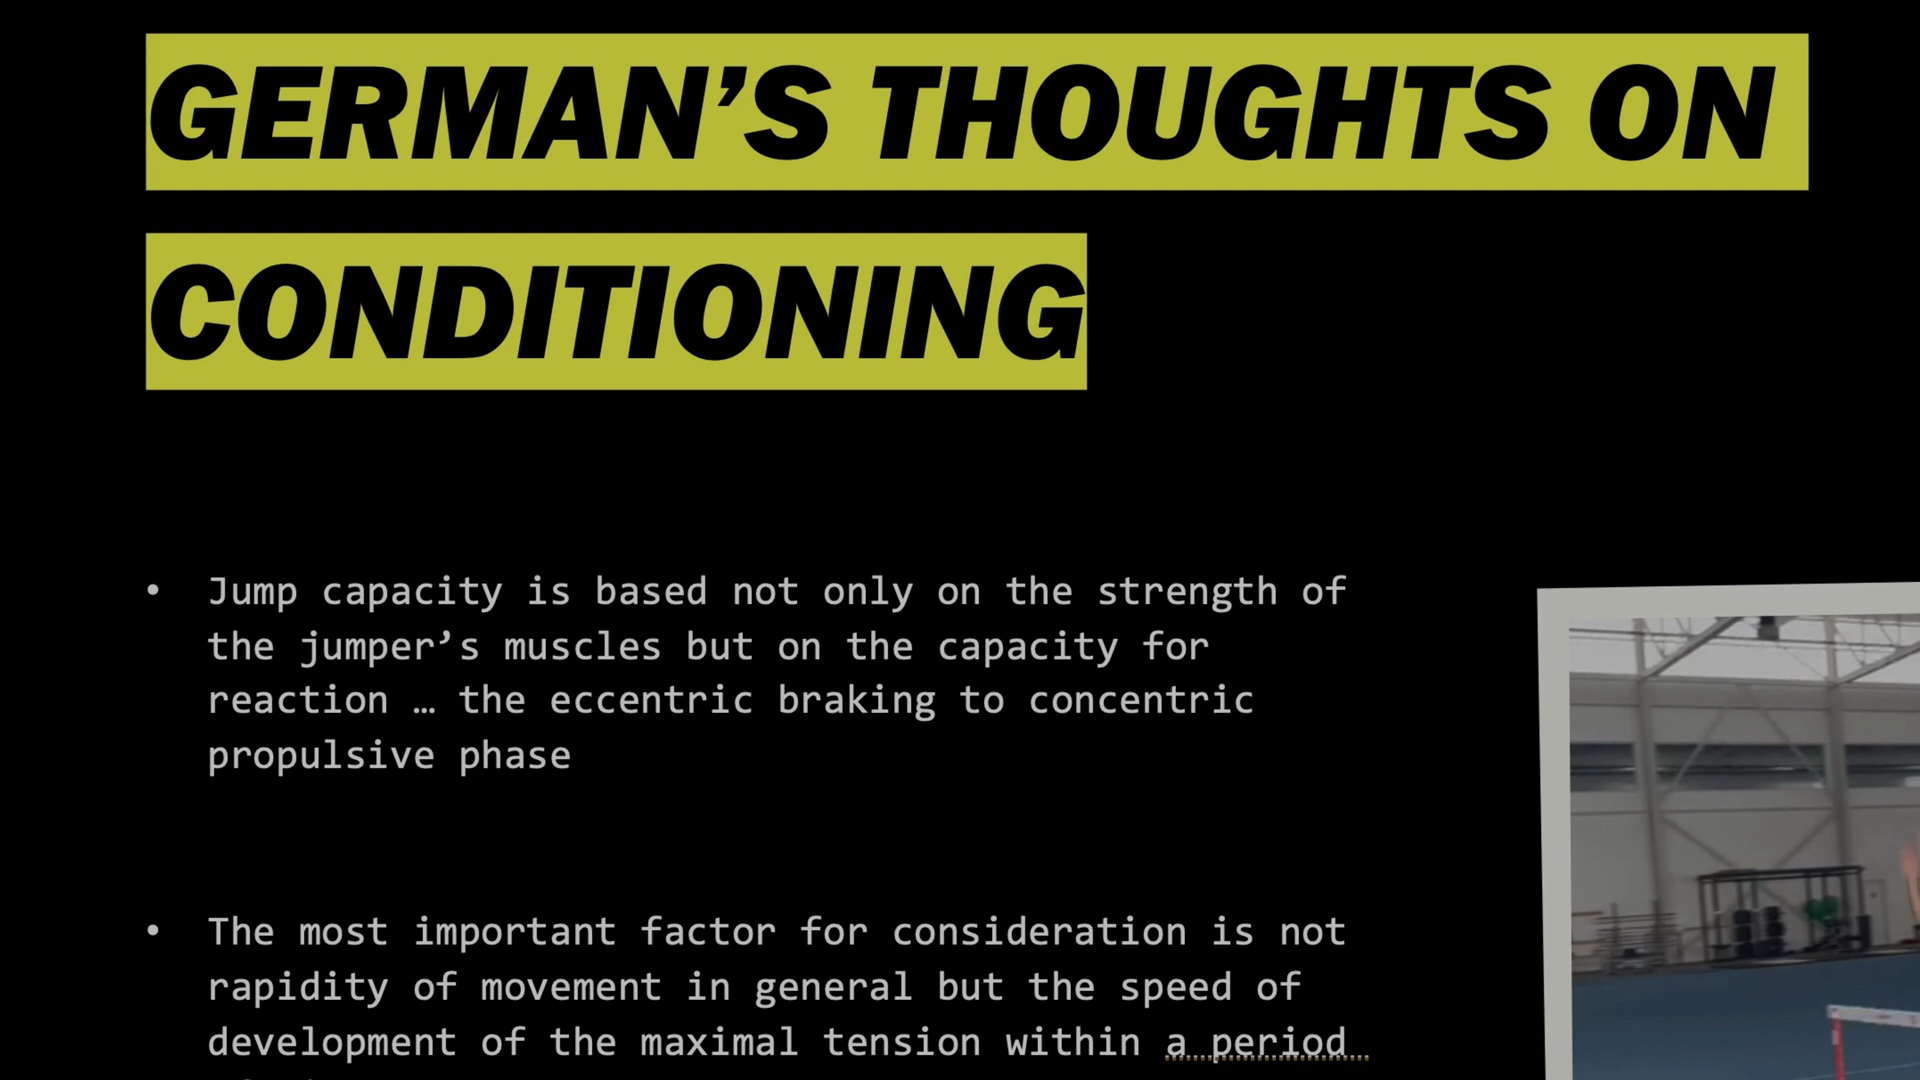 GERMAN’S THOUGHTS ON
CONDITIONING
• Jump capacity is based not only on the strength of
the jumper’s muscles but on the capacity for
reaction … the eccentric braking to concentric
propulsive phase
• The most important factor for consideration is not
rapidity of movement in general but the speed of
development of the maximal tension within a period